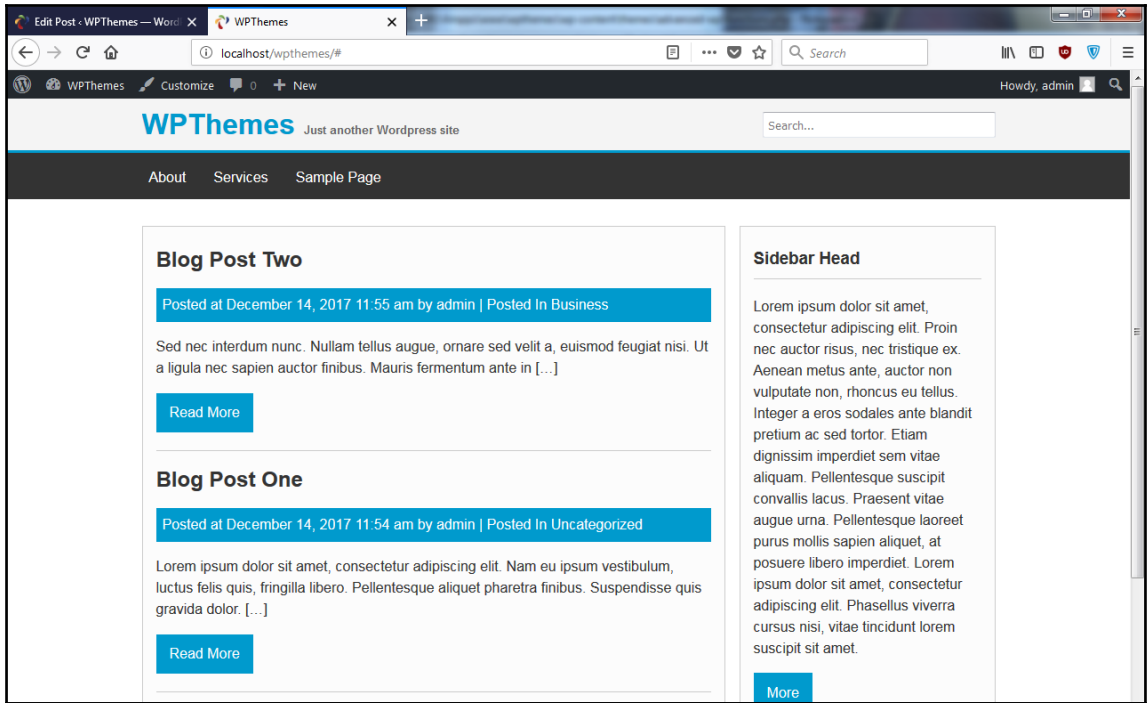 Edit Post ‹ WPThemes — Word
WPThemes
localhost/wpthemes/#
Search
WPThemes
Customize
0
New
Howdy, admin
WPThemes Just another Wordpress site
Search...
About Services Sample Page
Blog Post Two
Posted at December 14, 2017 11:55 am by admin | Posted In Business
Sed nec interdum nunc. Nullam tellus augue, ornare sed velit a, euismod feugiat nisi. Ut
a ligula nec sapien auctor finibus. Mauris fermentum ante in […]
Read More
Blog Post One
Posted at December 14, 2017 11:54 am by admin | Posted In Uncategorized
Lorem ipsum dolor sit amet, consectetur adipiscing elit. Nam eu ipsum vestibulum,
luctus felis quis, fringilla libero. Pellentesque aliquet pharetra finibus. Suspendisse quis
gravida dolor. […]
Read More
Sidebar Head
Lorem ipsum dolor sit amet,
consectetur adipiscing elit. Proin
nec auctor risus, nec tristique ex.
Aenean metus ante, auctor non
vulputate non, rhoncus eu tellus.
Integer a eros sodales ante blandit
pretium ac sed tortor. Etiam
dignissim imperdiet sem vitae
aliquam. Pellentesque suscipit
convallis lacus. Praesent vitae
augue urna. Pellentesque laoreet
purus mollis sapien aliquet, at
posuere libero imperdiet. Lorem
ipsum dolor sit amet, consectetur
adipiscing elit. Phasellus viverra
cursus nisi, vitae tincidunt lorem
suscipit sit amet.
More